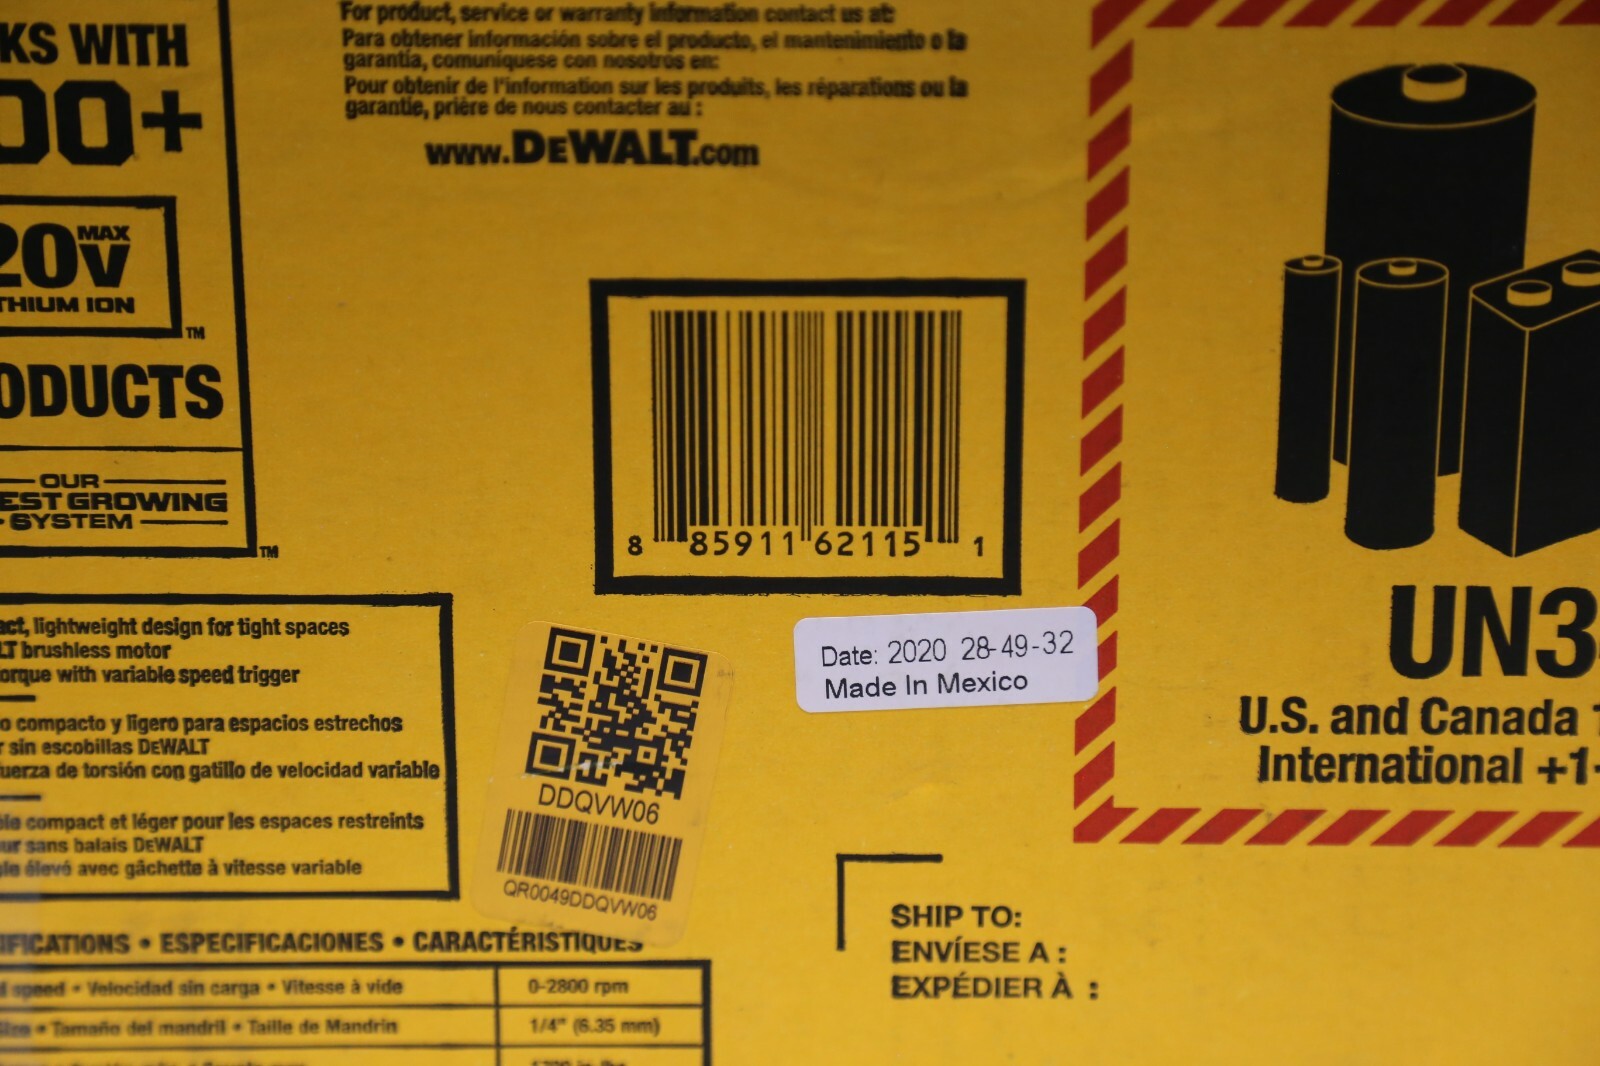 KS WITH
00+
20V MAX
THIUM ION
™
ODUCTS
OUR
EST GROWING
SYSTEM
™
For product, service or warranty information contact us at:
Para obtener información sobre el producto, el mantenimiento o la
garantía, comuníquese con nosotros en:
Pour obtenir de l'information sur les produits, les réparations ou la
garantie, prière de nous contacter au :
www.DEWALT.com
8 85911 62115 1
Date: 2020 28-49-32
Made In Mexico
UN3
U.S. and Canada 1
International +1-
act, lightweight design for tight spaces
LT brushless motor
orque with variable speed trigger
o compacto y ligero para espacios estrechos
r sin escobillas DEWALT
uerza de torsión con gatillo de velocidad variable
le compact et léger pour les espaces restreints
ur sans balais DEWALT
le élevé avec gâchette à vitesse variable
DDQVW06
QR0049DDQVW06
IFICATIONS • ESPECIFICACIONES • CARACTÉRISTIQUES
d speed • Velocidad sin carga • Vitesse à vide 0-2800 rpm
Size • Tamaño del mandril • Taille de Mandrin 1/4" (6.35 mm)
SHIP TO:
ENVÍESE A :
EXPÉDIER À :